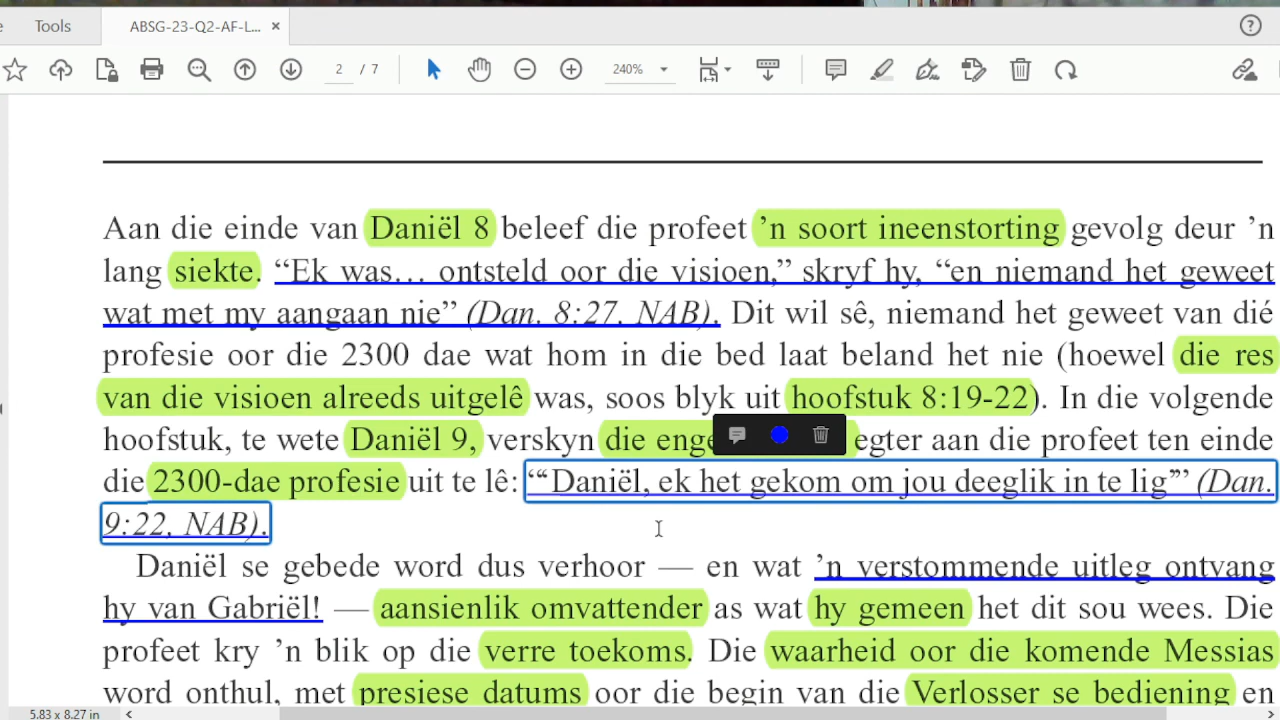 Tools
ABSG-23-Q2-AF-L... ×
2 / 7
240%
Aan die einde van Daniël 8 beleef die profeet ’n soort ineenstorting gevolg deur ’n
lang siekte. “Ek was… ontsteld oor die visioen,” skryf hy, “en niemand het geweet
wat met my aangaan nie” (Dan. 8:27, NAB). Dit wil sê, niemand het geweet van dié
profesie oor die 2300 dae wat hom in die bed laat beland het nie (hoewel die res
van die visioen alreeds uitgelê was, soos blyk uit hoofstuk 8:19-22). In die volgende
hoofstuk, te wete Daniël 9, verskyn die enge egter aan die profeet ten einde
die 2300-dae profesie uit te lê: “‘Daniël, ek het gekom om jou deeglik in te lig’” (Dan.
9:22, NAB).
Daniël se gebede word dus verhoor — en wat ’n verstommende uitleg ontvang
hy van Gabriël! — aansienlik omvattender as wat hy gemeen het dit sou wees. Die
profeet kry ’n blik op die verre toekoms. Die waarheid oor die komende Messias
word onthul, met presiese datums oor die begin van die Verlosser se bediening en
5.83 x 8.27 in